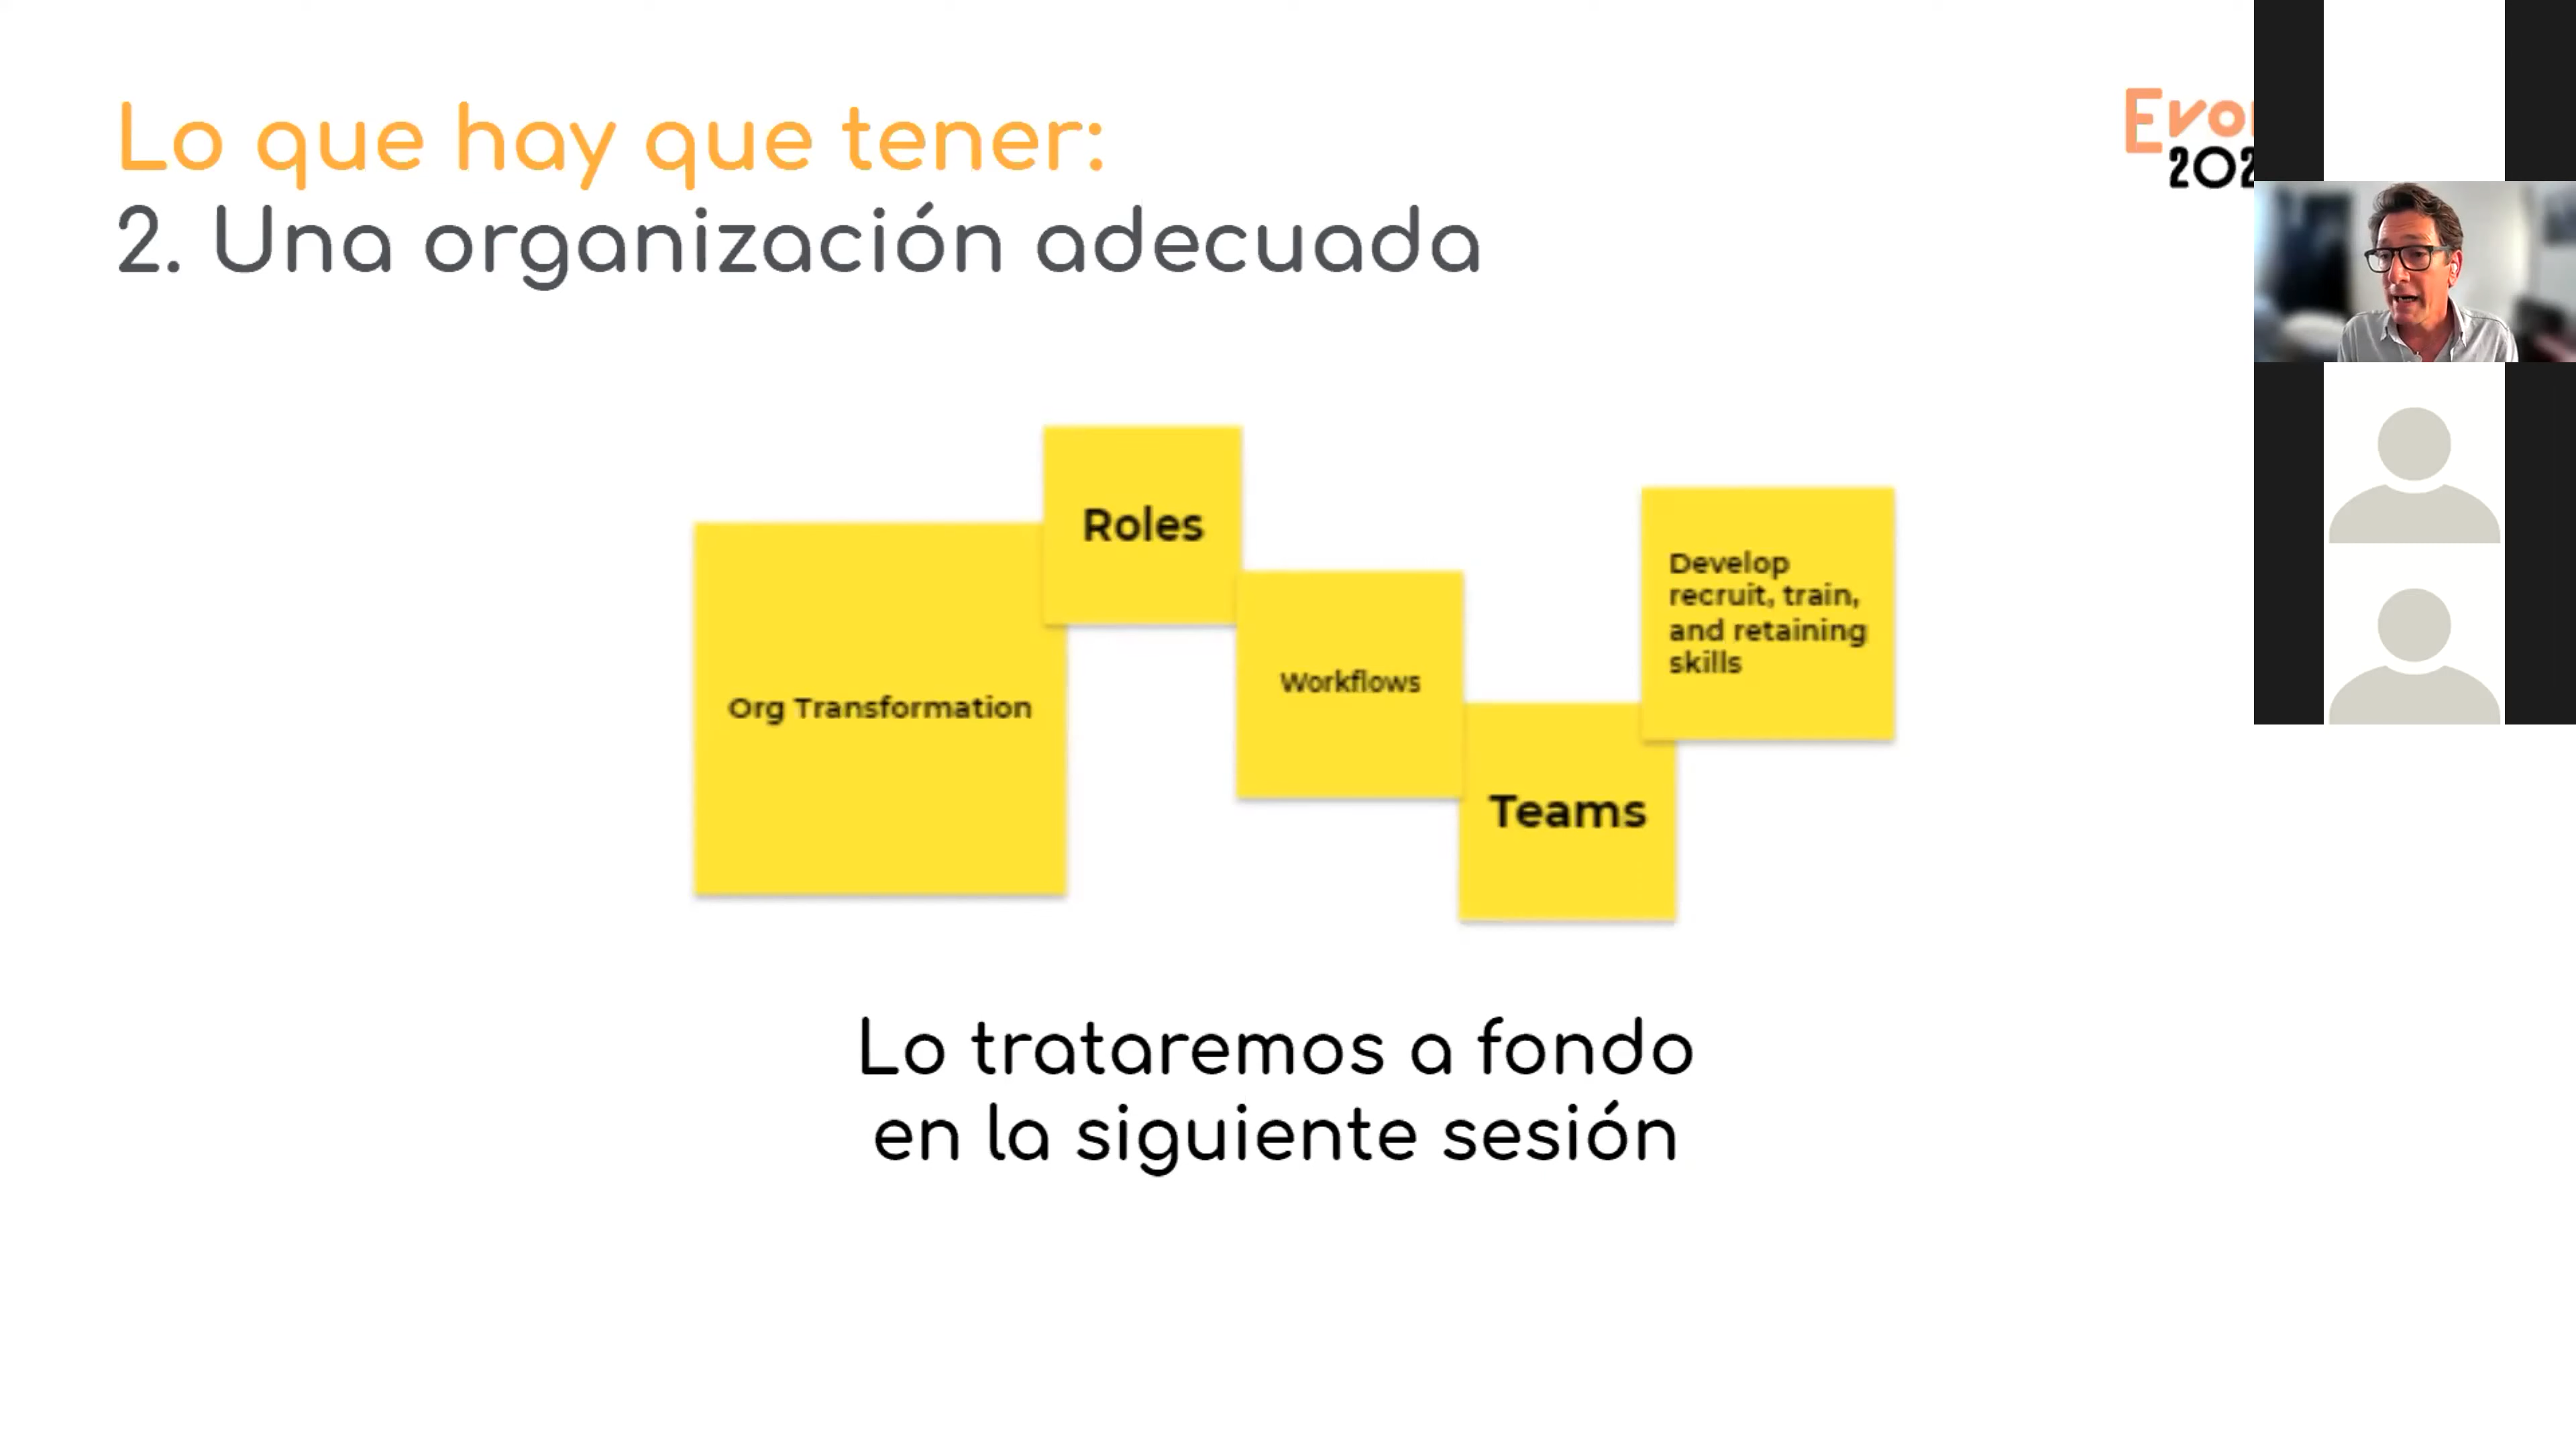 Lo que hay que tener:
2. Una organización adecuada
Roles
Org Transformation
Workflows
Teams
Develop
recruit, train,
and retaining
skills
Lo trataremos a fondo
en la siguiente sesión